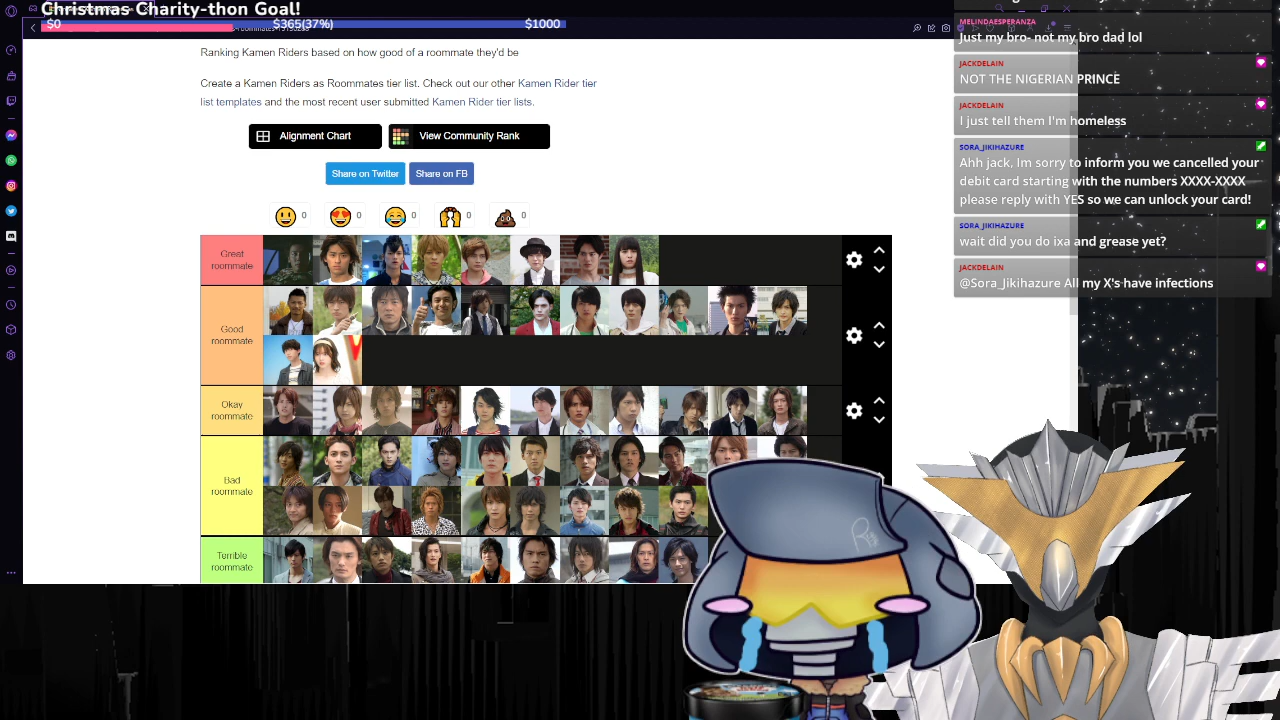 Christmas Charity-thon Goal!
$0
$365(37%)
$1000
Ranking Kamen Riders based on how good of a roommate they'd be
Create a Kamen Riders as Roommates tier list. Check out our other Kamen Rider tier
list templates and the most recent user submitted Kamen Rider tier lists.
Alignment Chart
View Community Rank
Share on Twitter
Share on FB
0
0
0
0
0
Great
roommate
Good
roommate
Okay
roommate
Bad
roommate
Terrible
roommate
MELINDAESPERANZA
Just my bro- not my bro dad lol
JACKDELAIN
NOT THE NIGERIAN PRINCE
JACKDELAIN
I just tell them I'm homeless
SORA_JIKIHAZURE
Ahh jack, Im sorry to inform you we cancelled your
debit card starting with the numbers XXXX-XXXX
please reply with YES so we can unlock your card!
SORA_JIKIHAZURE
wait did you do ixa and grease yet?
JACKDELAIN
@Sora_Jikihazure All my X's have infections